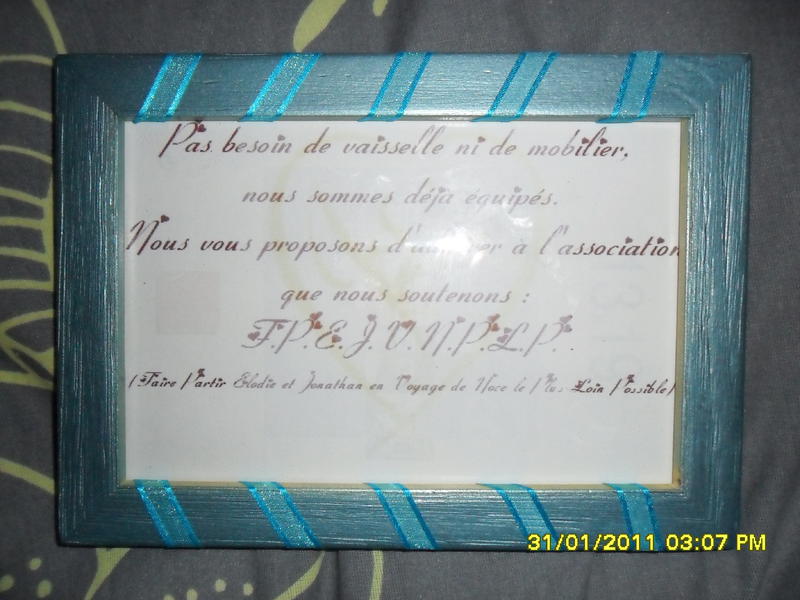 Pas besoin de vaisselle ni de mobilier,
nous sommes déjà équipés.
Nous vous proposons à l'association
que nous soutenons :
F.P.E.J.V.N.P.L.P.
(Faire Partir Elodie et Jonathan en Voyage de Noce le Plus Loin Possible)
31/01/2011 03:07 PM